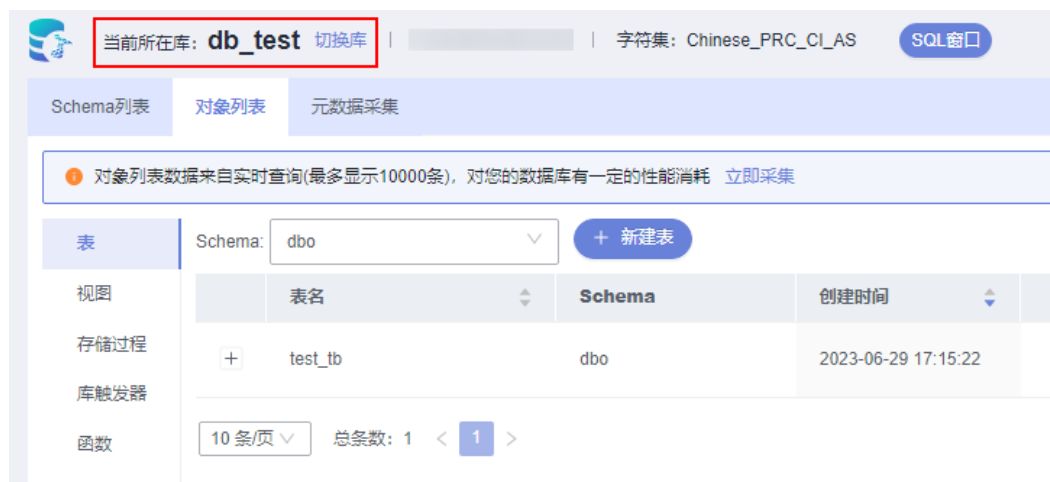 当前所在库: db_test 切换库 | | 字符集: Chinese_PRC_CI_AS SQL窗口
Schema列表 对象列表 元数据采集
对象列表数据来自实时查询(最多显示10000条), 对您的数据库有一定的性能消耗 立即采集
表 Schema: dbo + 新建表
视图 表名 Schema 创建时间
存储过程 + test_tb dbo 2023-06-29 17:15:22
库触发器
函数 10 条/页 总条数: 1 < 1 >